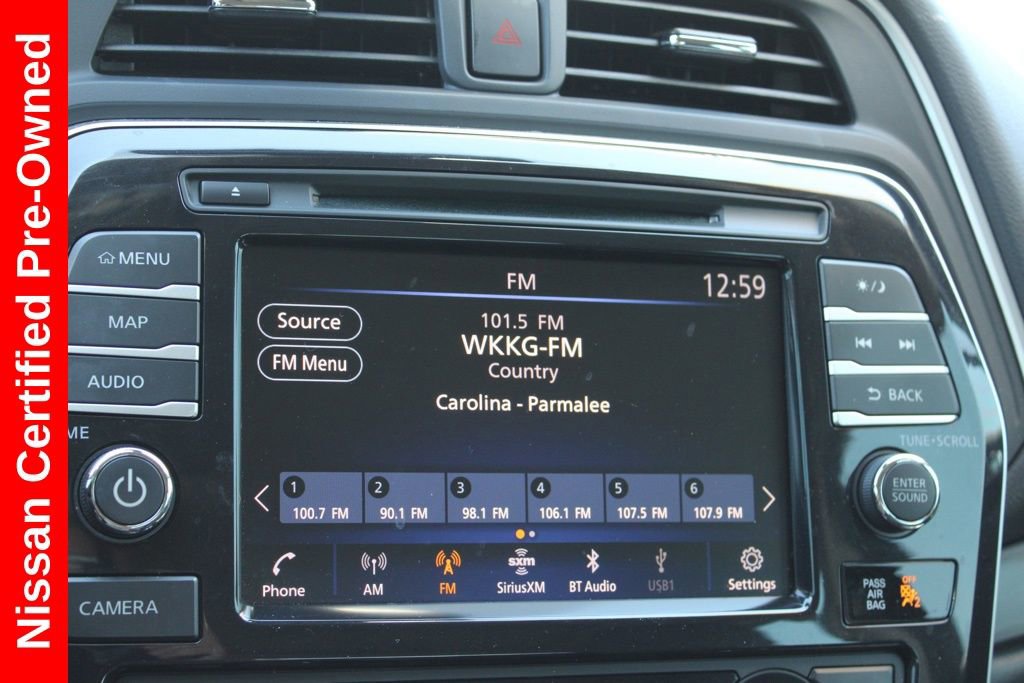 Nissan Certified Pre-Owned
MENU
MAP
AUDIO
ME
CAMERA
FM
12:59
Source
FM Menu
101.5 FM
WKKG-FM
Country
Carolina - Parmalee
1
100.7 FM
2
90.1 FM
3
98.1 FM
4
106.1 FM
5
107.5 FM
6
107.9 FM
Phone
AM
FM
sxm
SiriusXM
BT Audio
USB1
Settings
BACK
TUNE•SCROLL
ENTER
SOUND
PASS
AIR
BAG
OFF
2